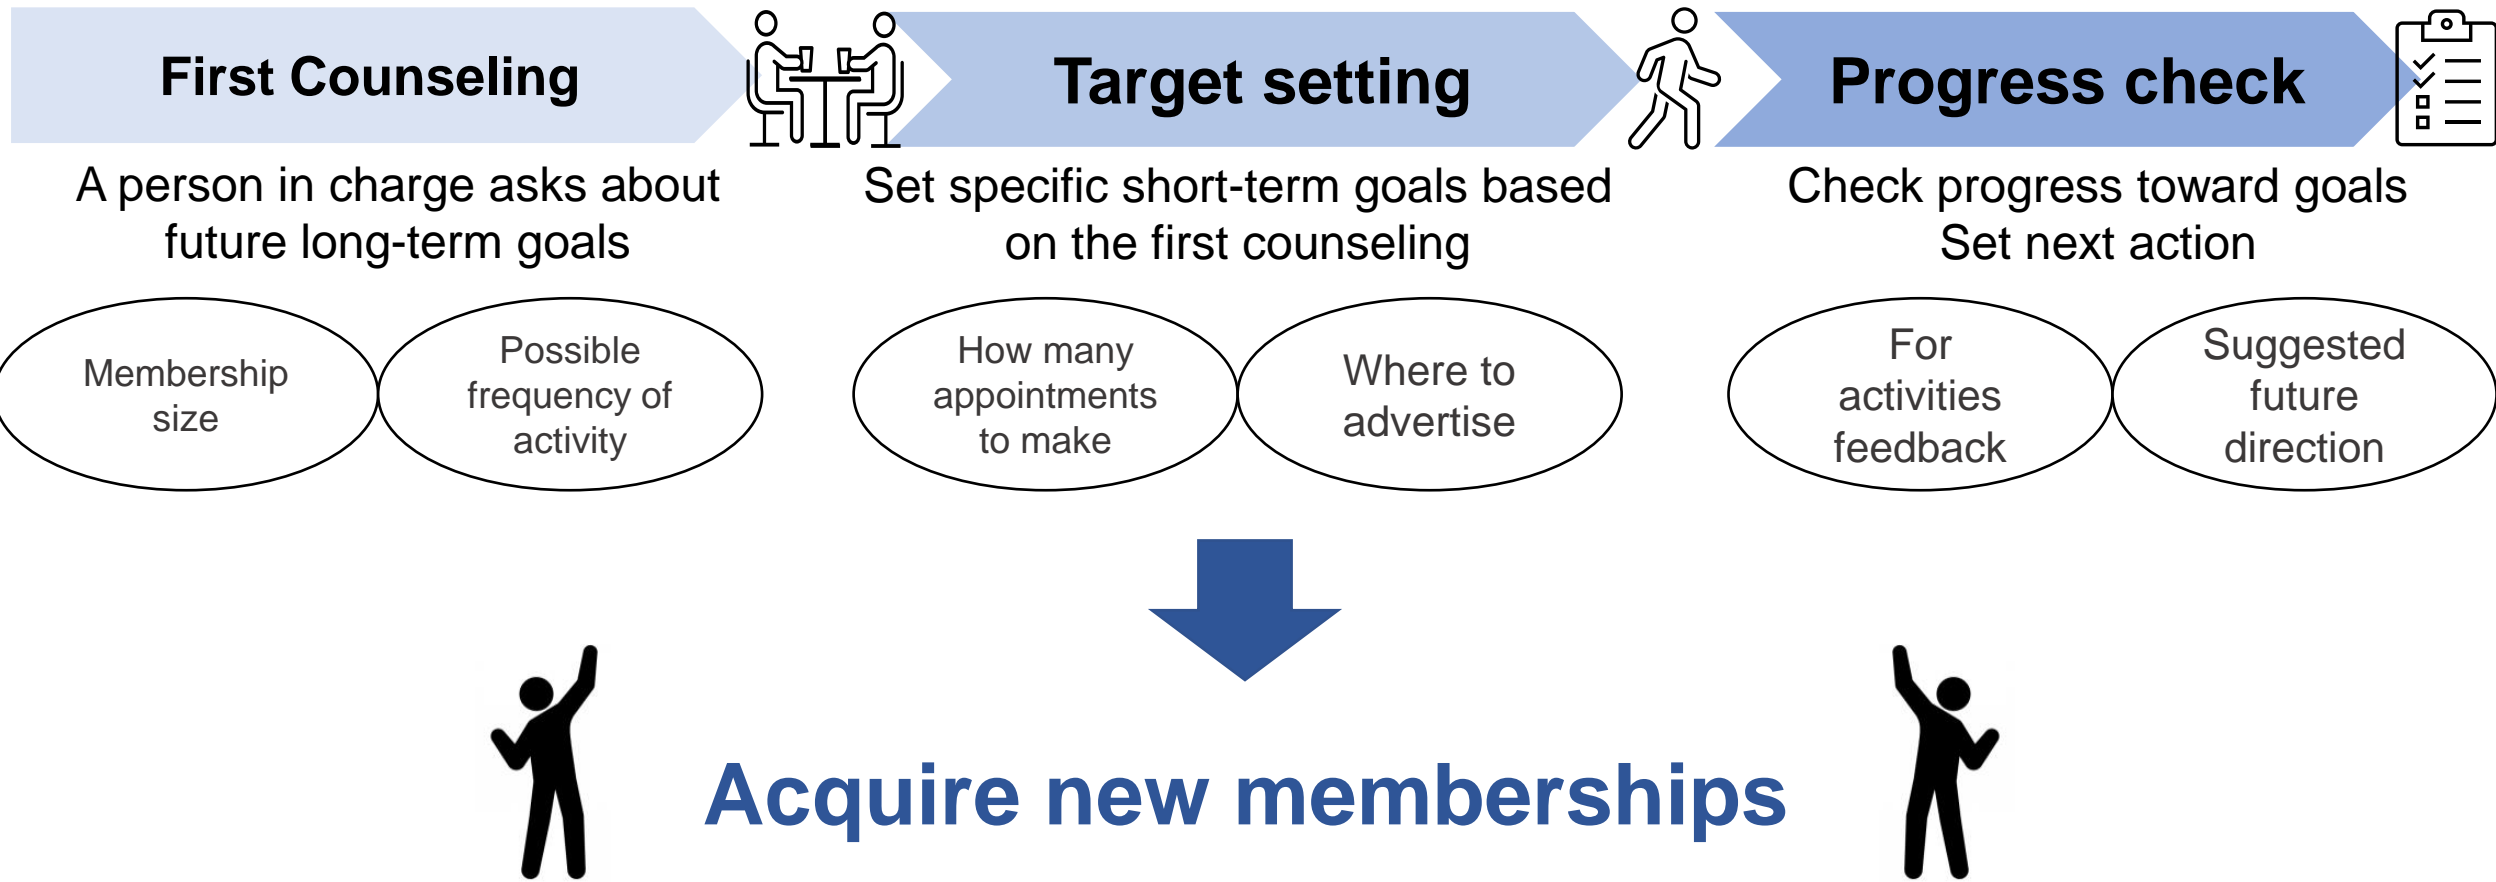 First Counseling
Target setting
Progress check
A person in charge asks about
future long-term goals
Set specific short-term goals based
on the first counseling
Check progress toward goals
Set next action
Membership
size
Possible
frequency of
activity
How many
appointments
to make
Where to
advertise
For
activities
feedback
Suggested
future
direction
Acquire new memberships